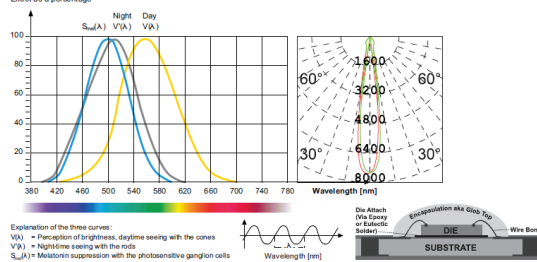 Effect as a percentage
Night Day
Smel(λ) V'(λ) V(λ)
100
80
60
40
20
0
380 420 460 500 540 580 620 660 700 740 780
Wavelength [nm]
1600
60° 60°
3200
4800
6400
30° 30°
8000
Explanation of the three curves:
V(λ) = Perception of brightness, daytime seeing with the cones
V'(λ) = Night-time seeing with the rods
Smel(λ) = Melatonin suppression with the photosensitive ganglion cells
λ
Wavelength [nm]
Die Attach
(Via Epoxy
or Eutectic
Solder)
Encapsulation aka Glob Top
DIE
Wire Bon
SUBSTRATE